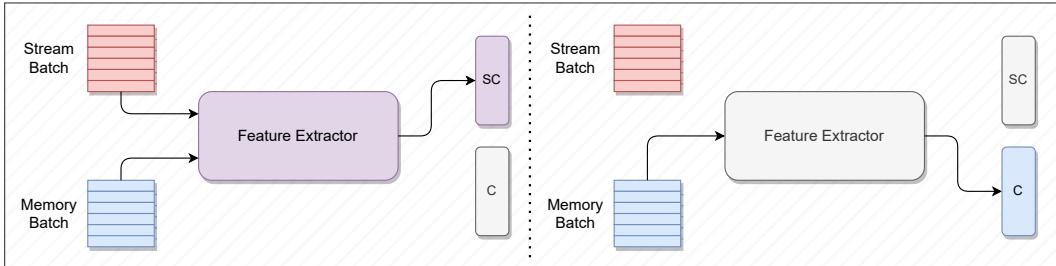 Stream
Batch
SC
Feature Extractor
C
Memory
Batch
Stream
Batch
SC
Feature Extractor
C
Memory
Batch